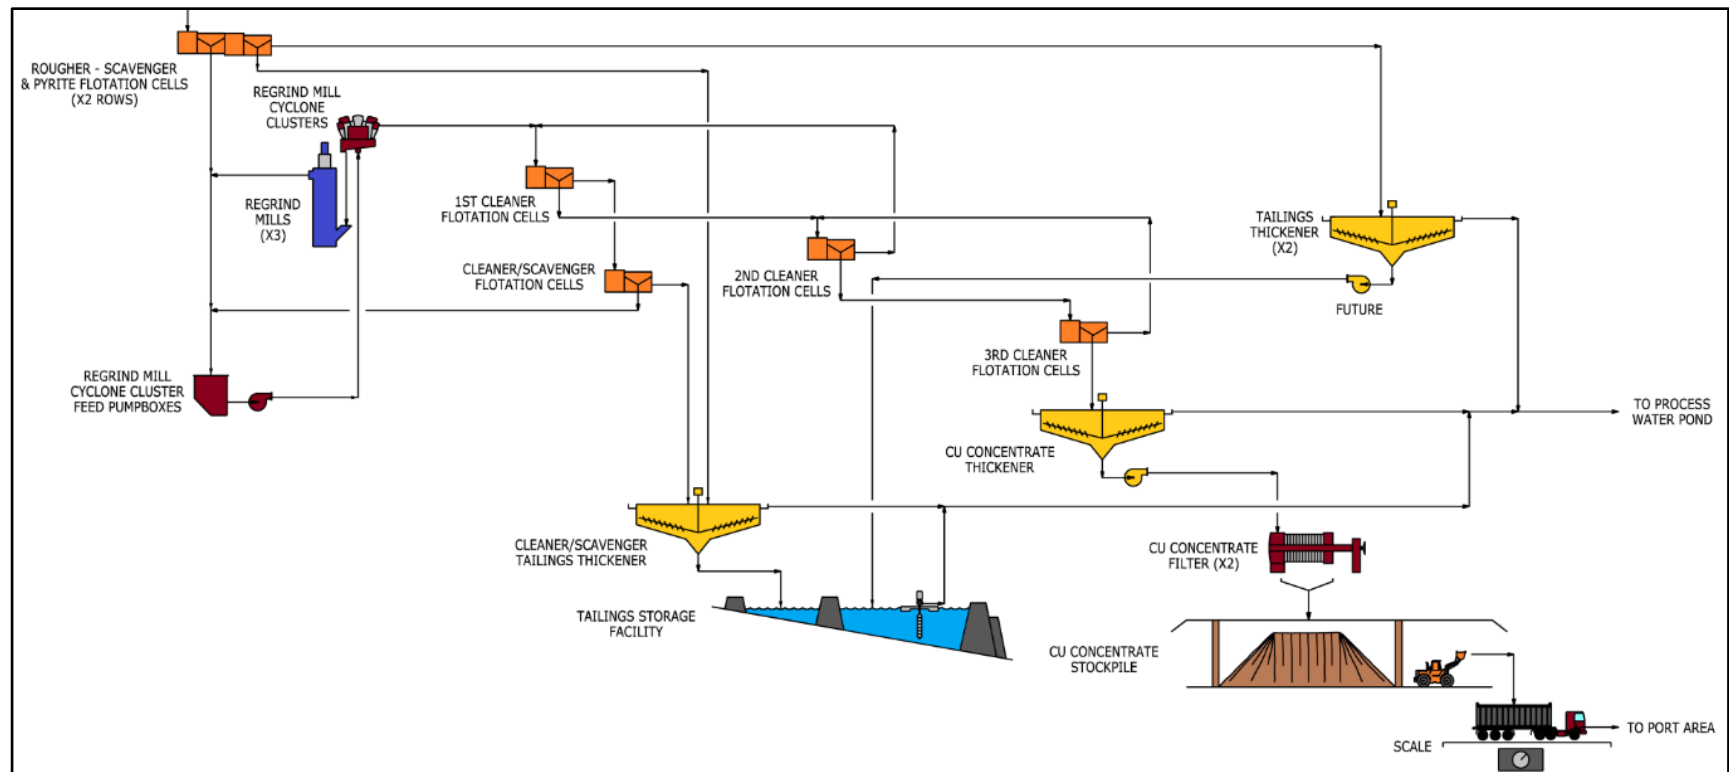 ROUGHER - SCAVENGER
& PYRITE FLOTATION CELLS
(X2 ROWS)
REGRIND MILL
CYCLONE
CLUSTERS
REGRIND
MILLS
(X3)
1ST CLEANER
FLOTATION CELLS
CLEANER/SCAVENGER
FLOTATION CELLS
2ND CLEANER
FLOTATION CELLS
TAILINGS
THICKENER
(X2)
FUTURE
3RD CLEANER
FLOTATION CELLS
REGRIND MILL
CYCLONE CLUSTER
FEED PUMPBOXES
TO PROCESS
WATER POND
CU CONCENTRATE
THICKENER
CLEANER/SCAVENGER
TAILINGS THICKENER
CU CONCENTRATE
FILTER (X2)
TAILINGS STORAGE
FACILITY
CU CONCENTRATE
STOCKPILE
TO PORT AREA
SCALE